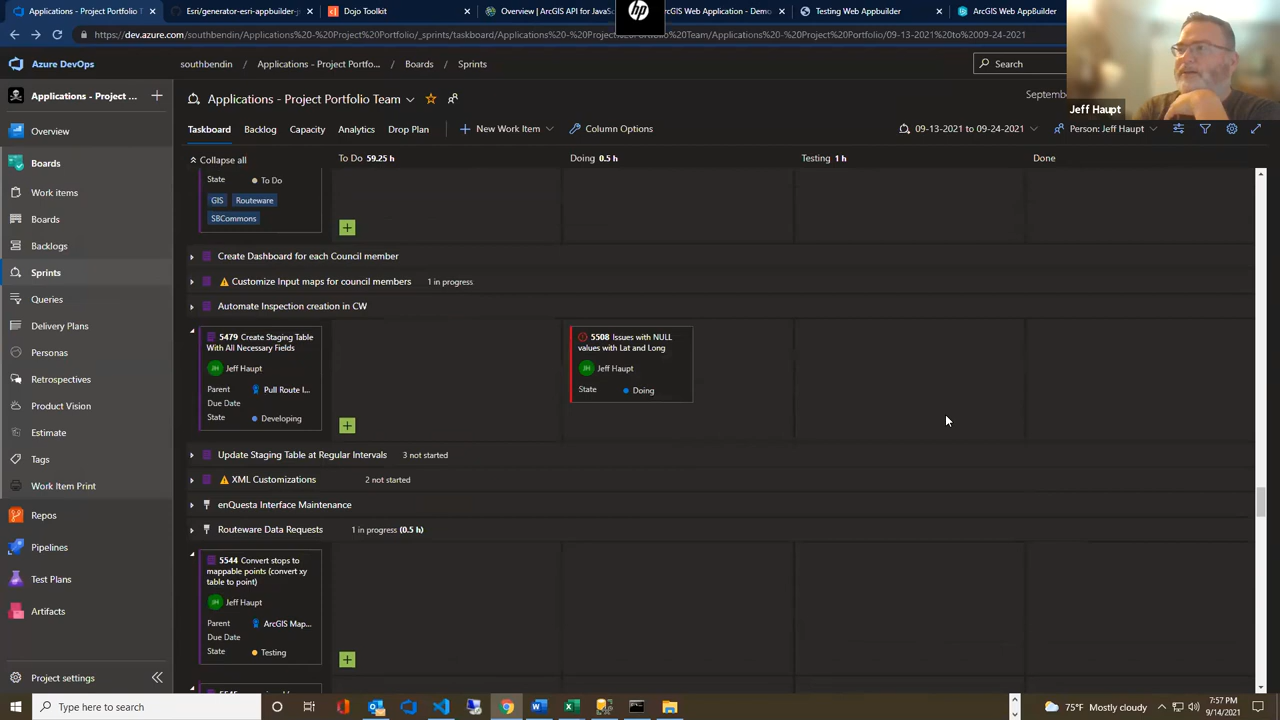 Applications - Project Portfolio T
Esri/generator-esri-appbuilder-js
Dojo Toolkit
Overview | ArcGIS API for JavaS
hp
cGIS Web Application - Demo
Testing Web Appbuilder
ArcGIS Web AppBuilder
https://dev.azure.com/southbendin/Applications%20-%20Project%20Portfolio/_sprints/taskboard/Applications%20-%20Project%20Portfolio%20Team/Applications%20-%20Project%20Portfolio/09-13-2021%20to%2009-24-2021
Azure DevOps
southbendin / Applications - Project Portfo... / Boards / Sprints
Search
Applications - Project ...
Applications - Project Portfolio Team
Septemb
Jeff Haupt
Taskboard Backlog Capacity Analytics Drop Plan
New Work Item
Column Options
09-13-2021 to 09-24-2021
Person: Jeff Haupt
Overview
Boards
Work items
Boards
Backlogs
Sprints
Queries
Delivery Plans
Personas
Retrospectives
Product Vision
Estimate
Tags
Work Item Print
Repos
Pipelines
Test Plans
Artifacts
Project settings
Collapse all
To Do 59.25 h
Doing 0.5 h
Testing 1 h
Done
State To Do
GIS Routeware
SBCommons
Create Dashboard for each Council member
Customize Input maps for council members 1 in progress
Automate Inspection creation in CW
5479 Create Staging Table
With All Necessary Fields
JH Jeff Haupt
Parent Pull Route I...
Due Date
State Developing
5508 Issues with NULL
values with Lat and Long
JH Jeff Haupt
State Doing
Update Staging Table at Regular Intervals 3 not started
XML Customizations 2 not started
enQuesta Interface Maintenance
Routeware Data Requests 1 in progress (0.5 h)
5544 Convert stops to
mappable points (convert xy
table to point)
JH Jeff Haupt
Parent ArcGIS Map...
Due Date
State Testing
Type here to search
75°F Mostly cloudy
7:57 PM
9/14/2021